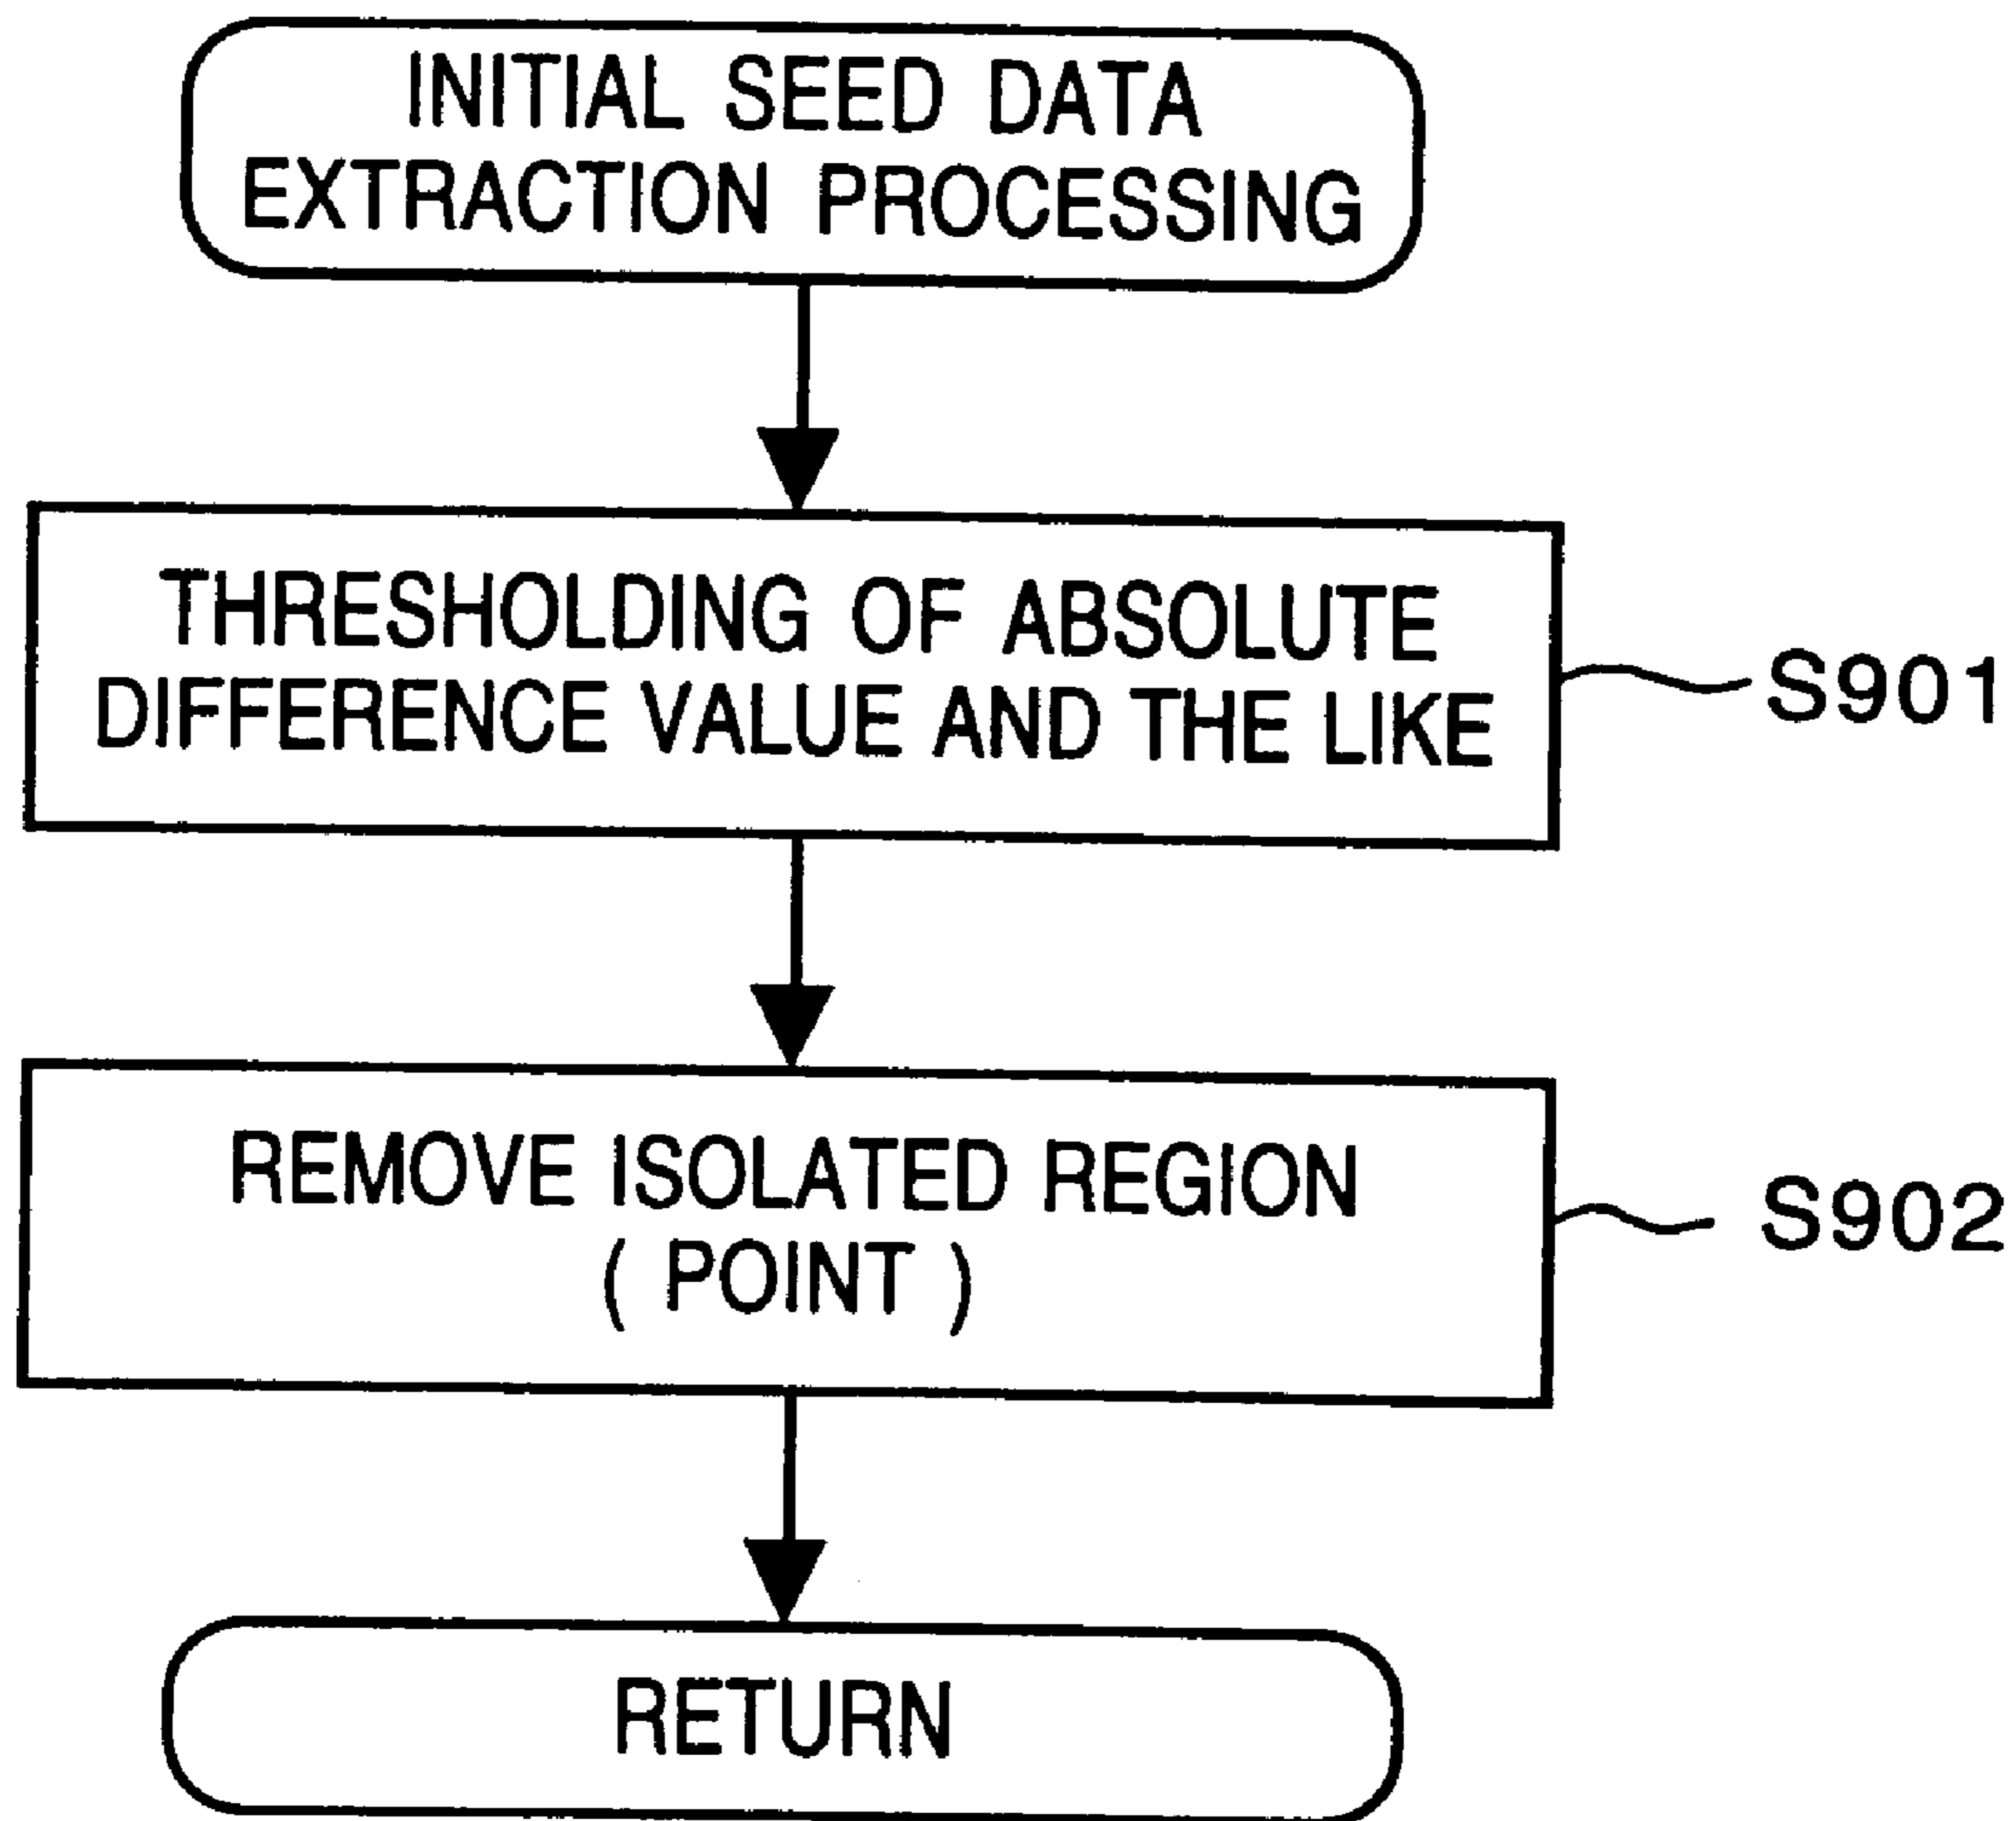 INITIAL SEED DATA
EXTRACTION PROCESSING
THRESHOLDING OF ABSOLUTE
DIFFERENCE VALUE AND THE LIKE
S901
REMOVE ISOLATED REGION
( POINT )
S902
RETURN